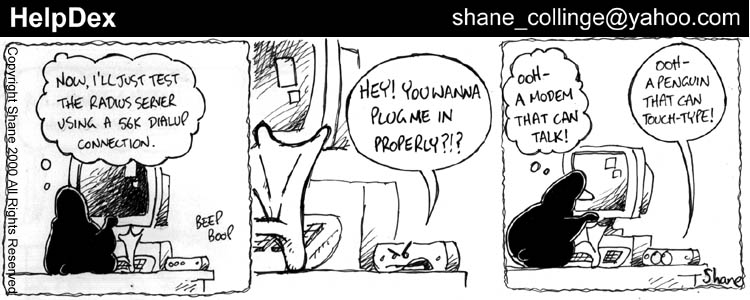 HelpDex
shane_collinge@yahoo.com
Copyright Shane 2000 All Rights Reserved
NOW, I'LL JUST TEST
THE RADIUS SERVER
USING A 56K DIALUP
CONNECTION.
BEEP
BOOP
HEY! YOU WANNA
PLUG ME IN
PROPERLY?!?
OOH-
A MODEM
THAT CAN
TALK!
OOH-
A PENGUIN
THAT CAN
TOUCH-TYPE!
Shane